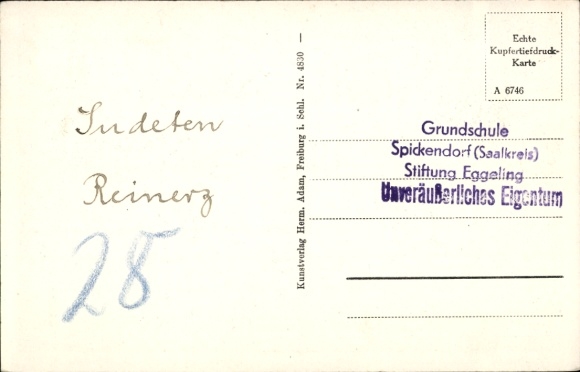 Sudeten
Reinerz
28
Kunstverlag Herm. Adam, Freiburg i. Schl. Nr. 4830 —
Echte
Kupfertiefdruck-
Karte
A 6746
Grundschule
Spickendorf (Saalkreis)
Stiftung Eggeling
Unveräußerliches Eigentum